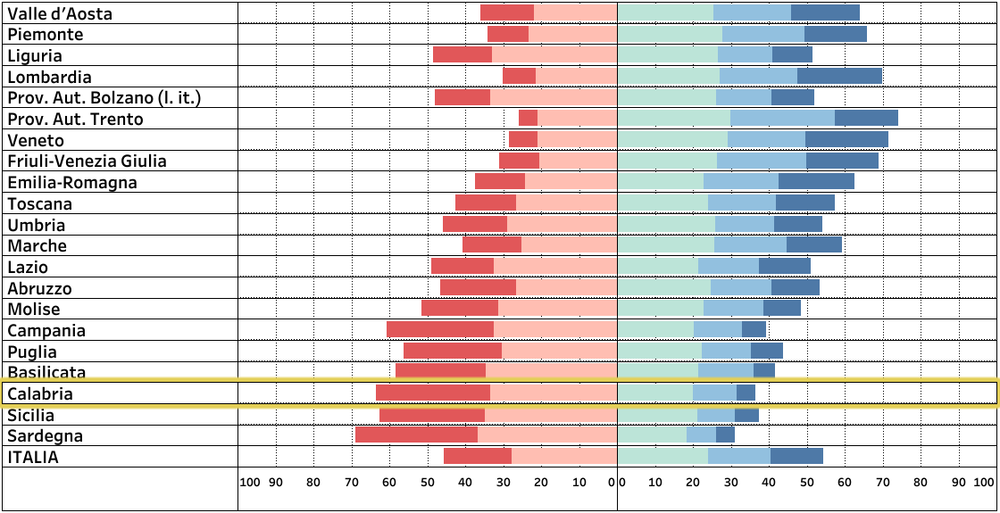 Valle d’Aosta
Piemonte
Liguria
Lombardia
Prov. Aut. Bolzano (l. it.)
Prov. Aut. Trento
Veneto
Friuli-Venezia Giulia
Emilia-Romagna
Toscana
Umbria
Marche
Lazio
Abruzzo
Molise
Campania
Puglia
Basilicata
Calabria
Sicilia
Sardegna
ITALIA
100 90 80 70 60 50 40 30 20 10 0 0 10 20 30 40 50 60 70 80 90 100